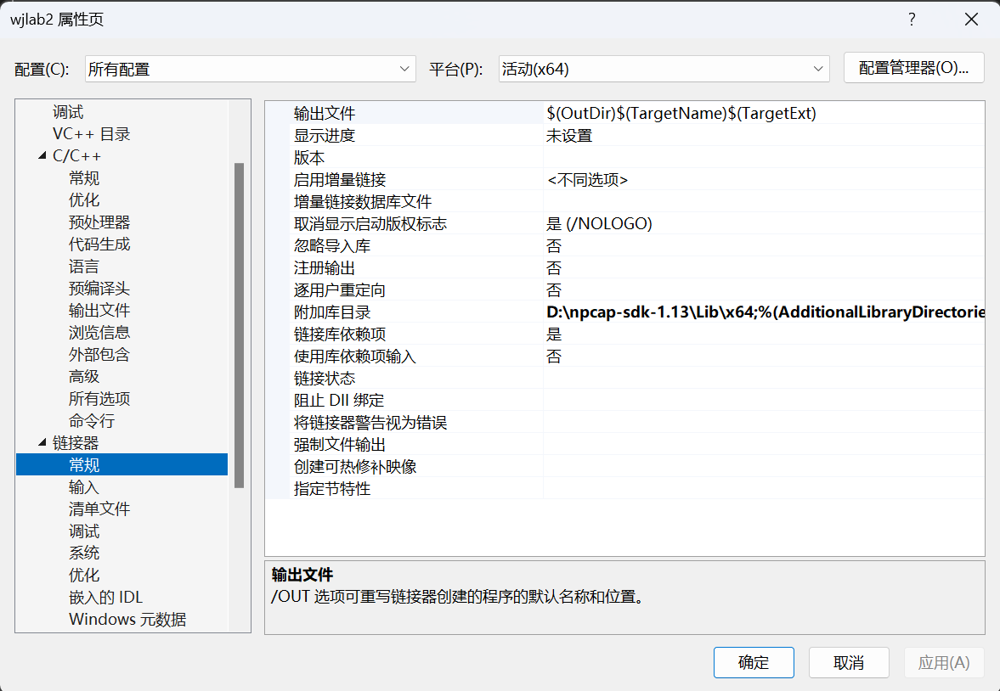 wjlab2 属性页
?
配置(C):
所有配置
平台(P):
活动(x64)
配置管理器(O)...
调试
VC++ 目录
C/C++
常规
优化
预处理器
代码生成
语言
预编译头
输出文件
浏览信息
外部包含
高级
所有选项
命令行
链接器
常规
输入
清单文件
调试
系统
优化
嵌入的 IDL
Windows 元数据
输出文件 $(OutDir)$(TargetName)$(TargetExt)
显示进度 未设置
版本
启用增量链接 <不同选项>
增量链接数据库文件
取消显示启动版权标志 是 (/NOLOGO)
忽略导入库 否
注册输出 否
逐用户重定向 否
附加库目录 D:\npcap-sdk-1.13\Lib\x64;%(AdditionalLibraryDirectorie
链接库依赖项 是
使用库依赖项输入 否
链接状态
阻止 Dll 绑定
将链接器警告视为错误
强制文件输出
创建可热修补映像
指定节特性
输出文件
/OUT 选项可重写链接器创建的程序的默认名称和位置。
确定
取消
应用(A)